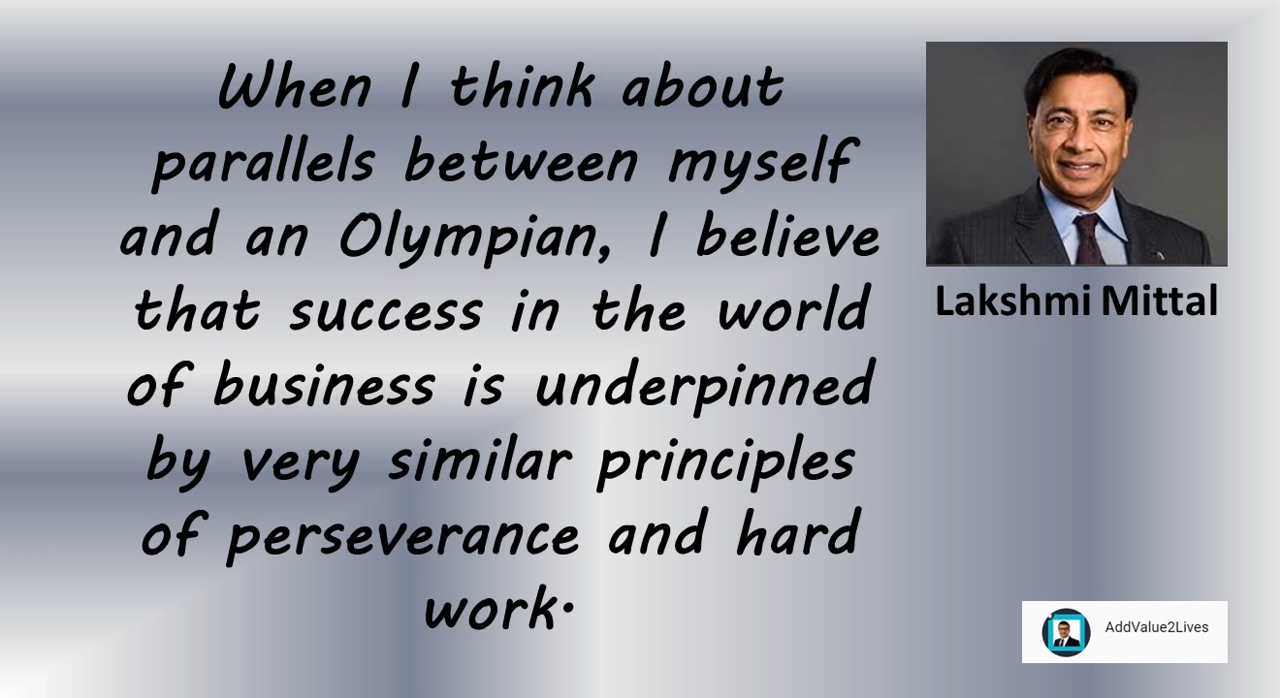 When I think about
parallels between myself
and an Olympian, I believe
that success in the world
of business is underpinned
by very similar principles
of perseverance and hard
work.
Lakshmi Mittal
AddValue2Lives